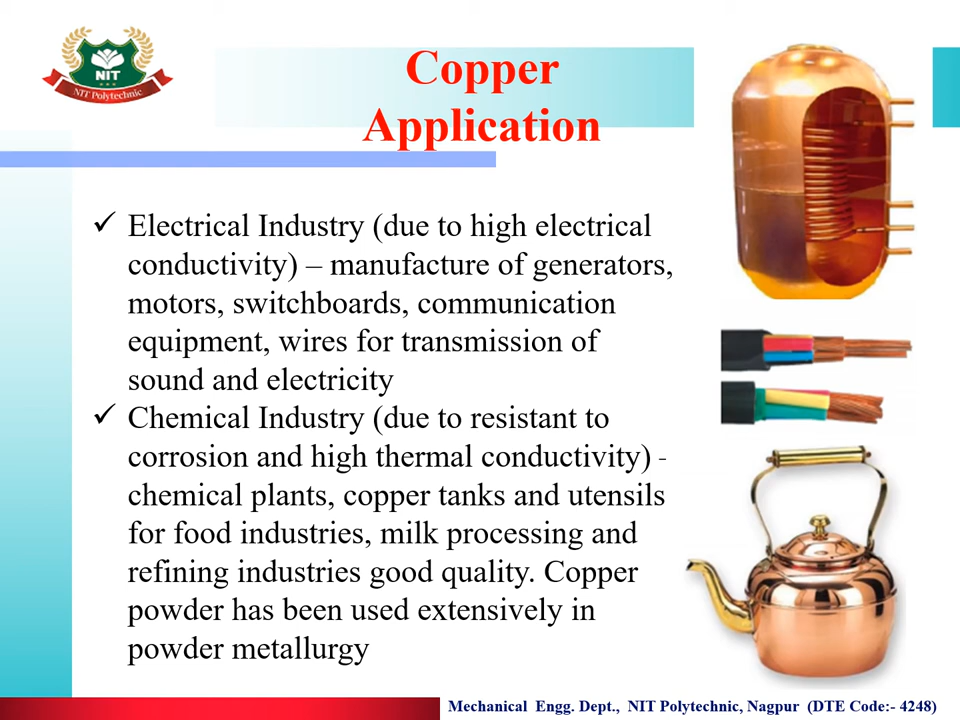 NIT
NIT Polytechnic
Copper
Application
✓ Electrical Industry (due to high electrical
conductivity) – manufacture of generators,
motors, switchboards, communication
equipment, wires for transmission of
sound and electricity
✓ Chemical Industry (due to resistant to
corrosion and high thermal conductivity) -
chemical plants, copper tanks and utensils
for food industries, milk processing and
refining industries good quality. Copper
powder has been used extensively in
powder metallurgy
Mechanical Engg. Dept., NIT Polytechnic, Nagpur (DTE Code:- 4248)